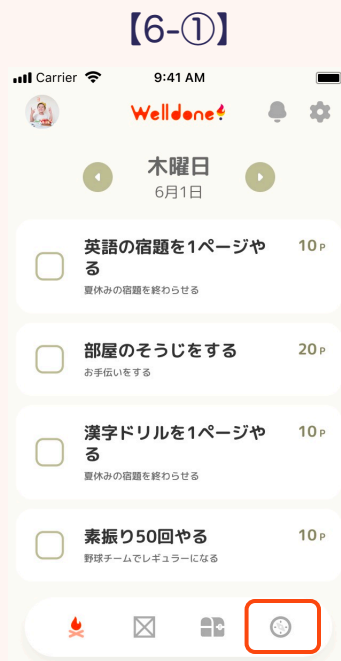 【6-①】
Carrier 9:41 AM
Welldone!
木曜日
6月1日
英語の宿題を1ページや 10 P
る
夏休みの宿題を終わらせる
部屋のそうじをする 20 P
お手伝いをする
漢字ドリルを1ページや 10 P
る
夏休みの宿題を終わらせる
素振り50回やる 10 P
野球チームでレギュラーになる